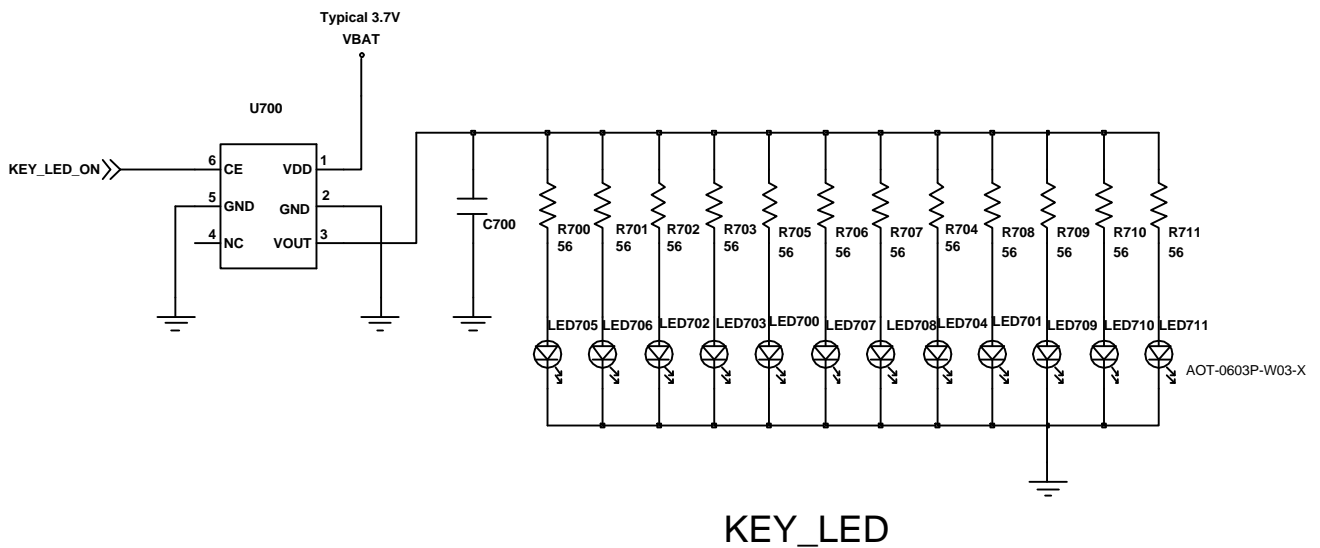 Typical 3.7V
VBAT
U700
KEY_LED_ON
6 CE VDD 1
5 GND GND 2
4 NC VOUT 3
C700
R700 R701 R702 R703 R705 R706 R707 R704 R708 R709 R710 R711
56 56 56 56 56 56 56 56 56 56 56 56
LED705 LED706 LED702 LED703 LED700 LED707 LED708 LED704 LED701 LED709 LED710 LED711
AOT-0603P-W03-X
KEY_LED